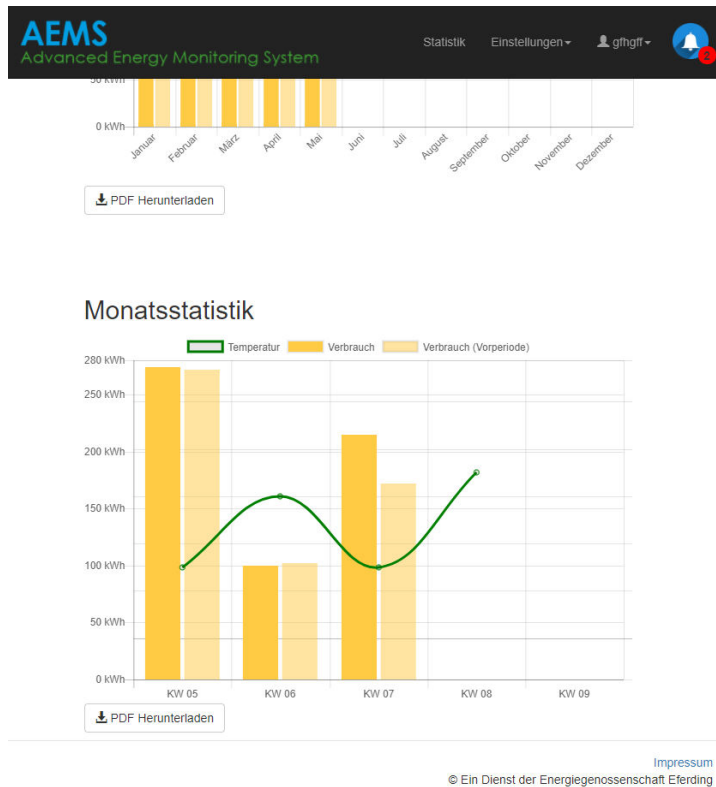 AEMS
Advanced Energy Monitoring System
Statistik Einstellungen gfhgff 2
50 kWh
0 kWh
Januar Februar März April Mai Juni Juli August September Oktober November Dezember
PDF Herunterladen
Monatsstatistik
Temperatur Verbrauch Verbrauch (Vorperiode)
280 kWh
250 kWh
200 kWh
150 kWh
100 kWh
50 kWh
0 kWh
KW 05 KW 06 KW 07 KW 08 KW 09
PDF Herunterladen
Impressum
© Ein Dienst der Energiegenossenschaft Eferding